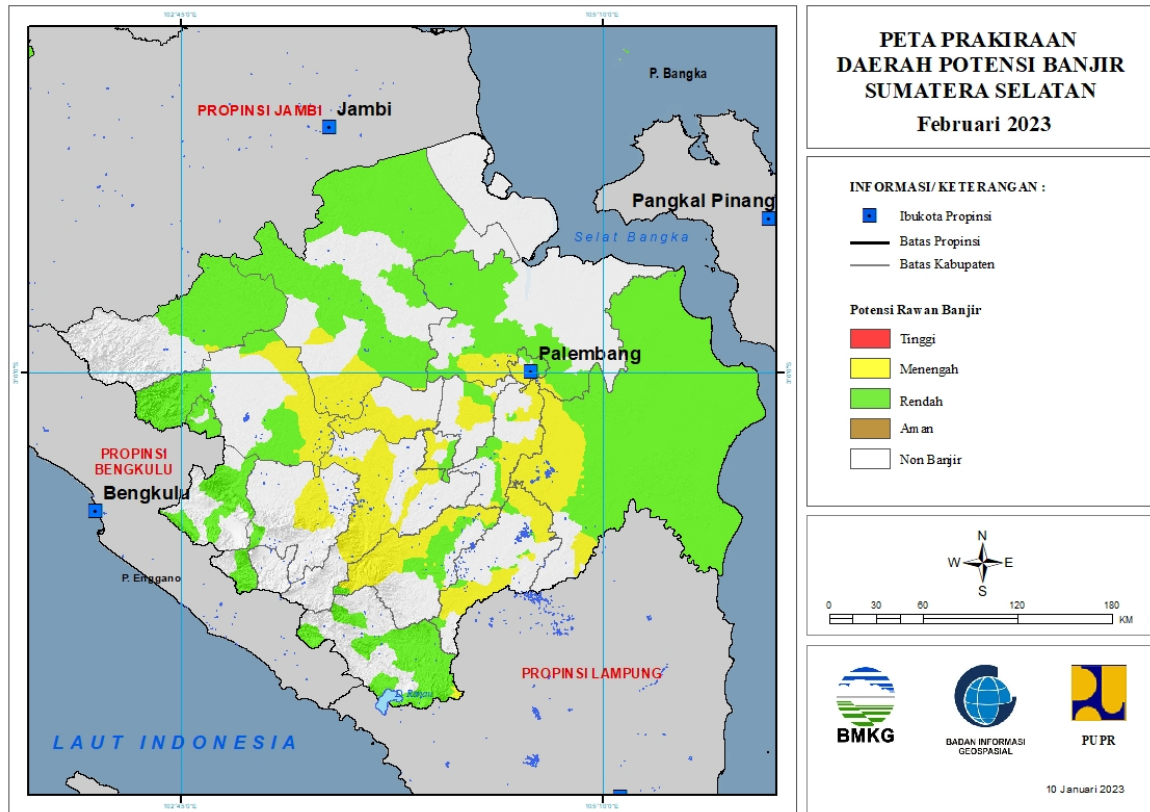 PETA PRAKIRAAN
DAERAH POTENSI BANJIR
SUMATERA SELATAN
Februari 2023
INFORMASI/ KETERANGAN :
Ibukota Propinsi
Batas Propinsi
Batas Kabupaten
Potensi Rawan Banjir
Tinggi
Menengah
Rendah
Aman
Non Banjir
N
W E
S
0 30 60 120 180
KM
BMKG
BADAN INFORMASI
GEOSPASIAL
PUPR
10 Januari 2023
P. Bangka
PROPINSI JAMBI
Jambi
Pangkal Pinang
Selat Bangka
Palembang
PROPINSI
BENGKULU
Bengkulu
P. Enggano
D. Ranau
PROPINSI LAMPUNG
LAUT INDONESIA